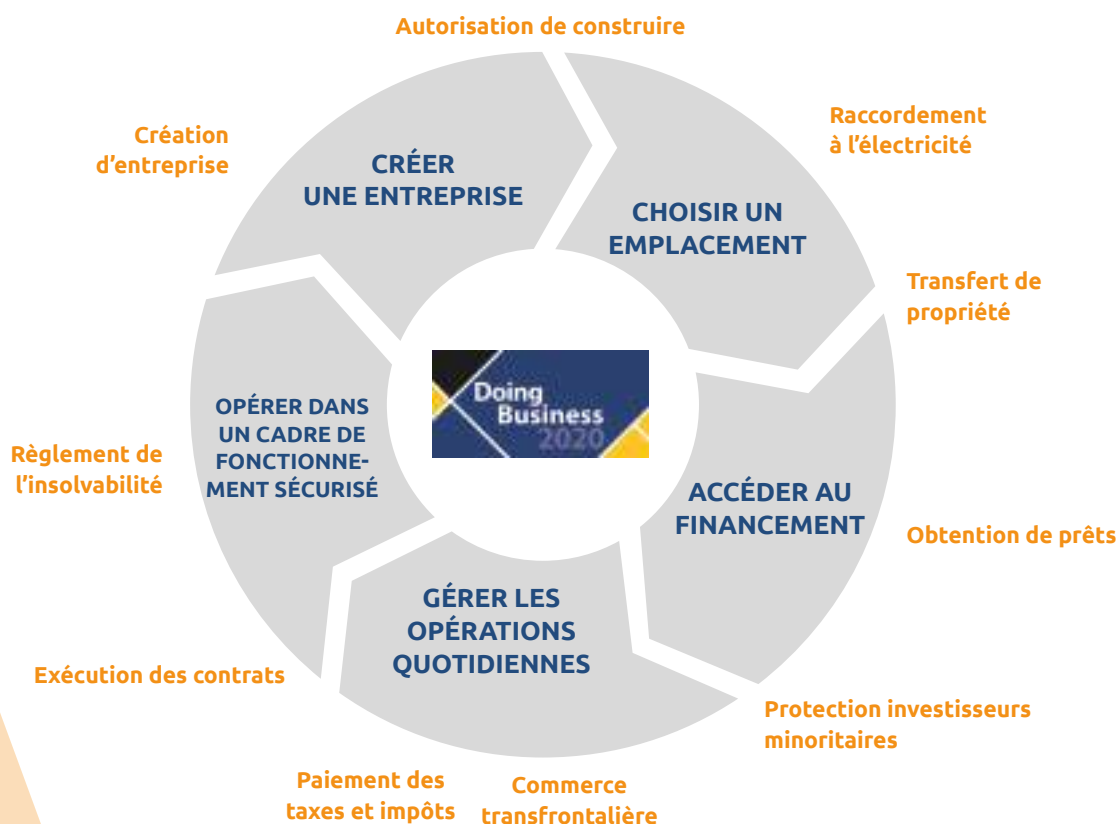 Autorisation de construire
Raccordement
à l’électricité
Création
d’entreprise
CRÉER
UNE ENTREPRISE
CHOISIR UN
EMPLACEMENT
Transfert de
propriété
Doing
Business
2020
OPÉRER DANS
UN CADRE DE
FONCTIONNE-
MENT SÉCURISÉ
Règlement de
l’insolvabilité
ACCÉDER AU
FINANCEMENT
Obtention de prêts
GÉRER LES
OPÉRATIONS
QUOTIDIENNES
Exécution des contrats
Protection investisseurs
minoritaires
Paiement des
taxes et impôts
Commerce
transfrontalière